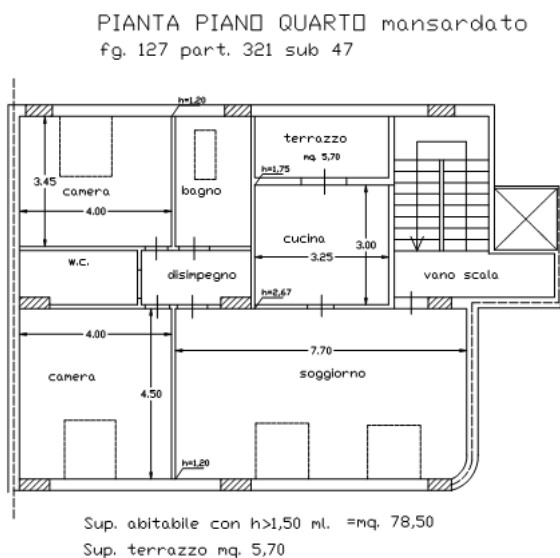 PIANTA PIANO QUARTO mansardato
fg. 127 part. 321 sub 47
h=1,20
terrazzo
mq. 5,70
h=1,75
3.45
camera
bagno
4.00
cucina
3.00
3.25
w.c.
disimpegno
vano scala
h=2,67
4.00
7.70
camera
soggiorno
4.50
h=1,20
Sup. abitabile con h>1,50 ml. =mq. 78,50
Sup. terrazzo mq. 5,70